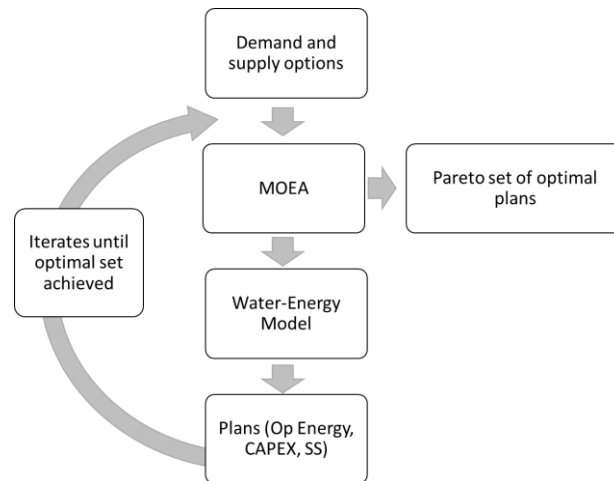 Demand and
supply options
MOEA
Pareto set of optimal
plans
Iterates until
optimal set
achieved
Water-Energy
Model
Plans (Op Energy,
CAPEX, SS)